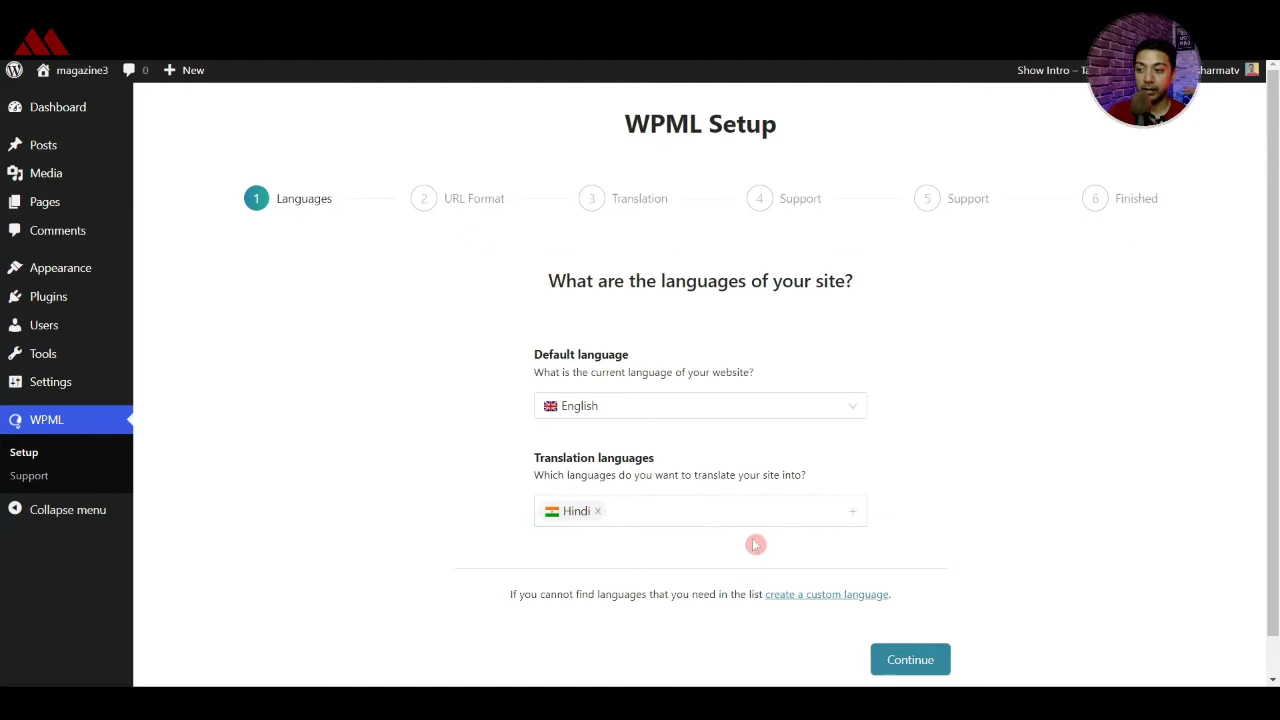 magazine3
0
New
Show Intro –
harmatv
Dashboard
Posts
Media
Pages
Comments
Appearance
Plugins
Users
Tools
Settings
WPML
Setup
Support
Collapse menu
WPML Setup
1 Languages
2 URL Format
3 Translation
4 Support
5 Support
6 Finished
What are the languages of your site?
Default language
What is the current language of your website?
English
Translation languages
Which languages do you want to translate your site into?
Hindi x
If you cannot find languages that you need in the list create a custom language.
Continue